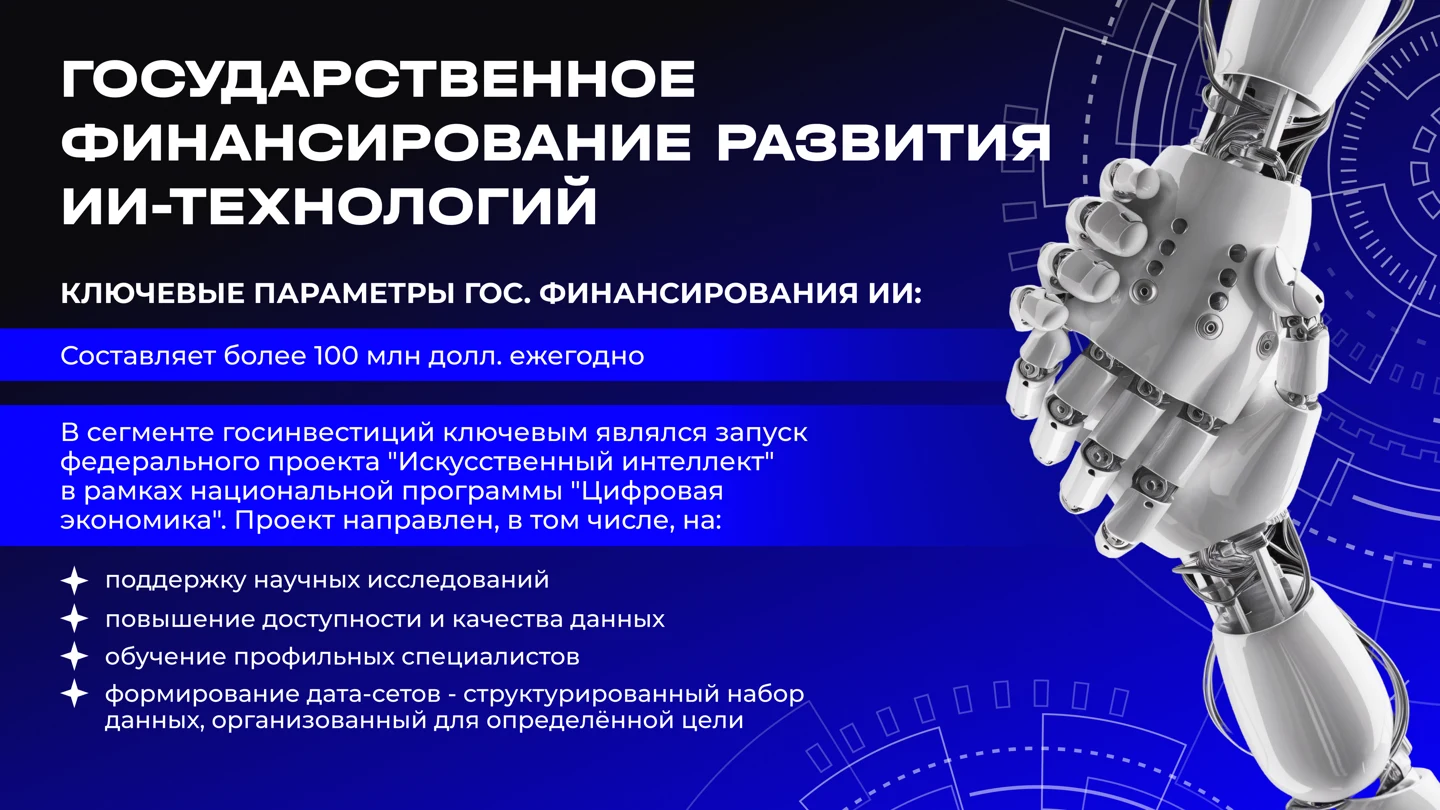 ГОСУДАРСТВЕННОЕ
ФИНАНСИРОВАНИЕ РАЗВИТИЯ
ИИ-ТЕХНОЛОГИЙ
КЛЮЧЕВЫЕ ПАРАМЕТРЫ ГОС. ФИНАНСИРОВАНИЯ ИИ:
Составляет более 100 млн долл. ежегодно
В сегменте госинвестиций ключевым являлся запуск
федерального проекта "Искусственный интеллект"
в рамках национальной программы "Цифровая
экономика". Проект направлен, в том числе, на:
поддержку научных исследований
повышение доступности и качества данных
обучение профильных специалистов
формирование дата-сетов - структурированный набор
данных, организованный для определённой цели